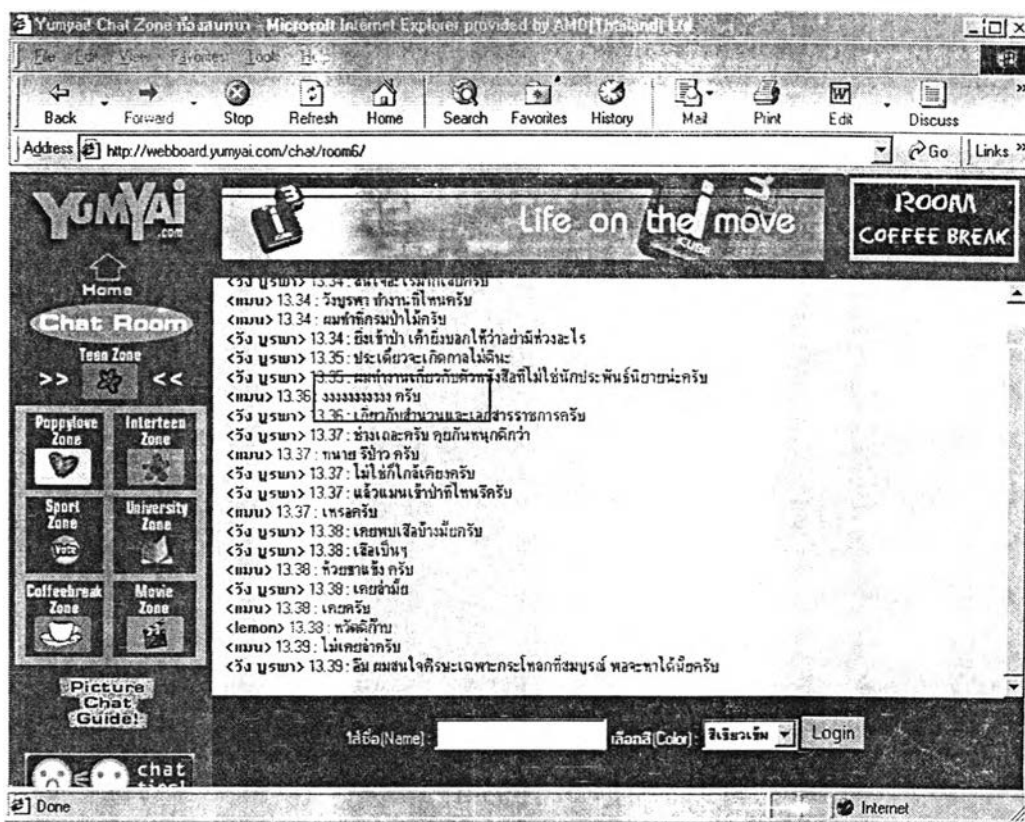 Yumyai! Chat Zone ห้องสนทนา - Microsoft Internet Explorer provided by AMD[Thailand] Ltd.
File Edit View Favorites Tools Help
Back Forward Stop Refresh Home Search Favorites History Mail Print Edit Discuss
Address http://webboard.yumyai.com/chat/room6/ Go Links
YUMYAI .com
Life on the move
CUBE
ROOM
COFFEE BREAK
Home
Chat Room
Teen Zone
>> <<
Poppylove Zone
Interteen Zone
Sport Zone
University Zone
Coffeebreak Zone
Movie Zone
Picture Chat Guide!
chat
<วัง บูรพา> 13.34 :
<แมน> 13.34 : วังบูรพา ทำงานที่ไหนครับ
<แมน> 13.34 : ผมทำที่กรมป่าไม้ครับ
<วัง บูรพา> 13.34 : ยิ่งเข้าป่า เค้ายิ่งบอกให้ว่าอย่ามีห่วงอะไร
<วัง บูรพา> 13.35 : ประเดี๋ยวจะเกิดกาลไม่ดีนะ
<วัง บูรพา> 13.35 : ผมทำงานเกี่ยวกับตัวหนังสือที่ไม่ใช่นักประพันธ์นิยายน่ะครับ
<แมน> 13.36 : งงงงงงงงงงง ครับ
<วัง บูรพา> 13.36 : เกี่ยวกับสำนวนและเอกสารราชการครับ
<วัง บูรพา> 13.37 : ช่างเถอะครับ คุยกันหนุกดีกว่า
<แมน> 13.37 : ทนาย รึป่าว ครับ
<วัง บูรพา> 13.37 : ไม่ใช่ก็ใกล้เคียงครับ
<วัง บูรพา> 13.37 : แล้วแมนเข้าป่าที่ไหนรึครับ
<แมน> 13.37 :
<วัง บูรพา> 13.38 : เคยพบเสือบ้างมั๊ยครับ
<วัง บูรพา> 13.38 : เสือเป็นๆ
<แมน> 13.38 : ห้วยขาแข้ง ครับ
<วัง บูรพา> 13.38 : เคยล่ามั๊ย
<แมน> 13.38 : เคยครับ
<lemon> 13.38 : หวัดดีก๊าบ
<แมน> 13.39 : ไม่เคยล่าครับ
<วัง บูรพา> 13.39 : อืม ผมสนใจศีรษะเฉพาะกระโหลกที่สมบูรณ์ พอจะหาได้มั๊ยครับ
ใส่ชื่อ(Name) : เลือกสี(Color) : สีเขียวเข้ม Login
Done Internet